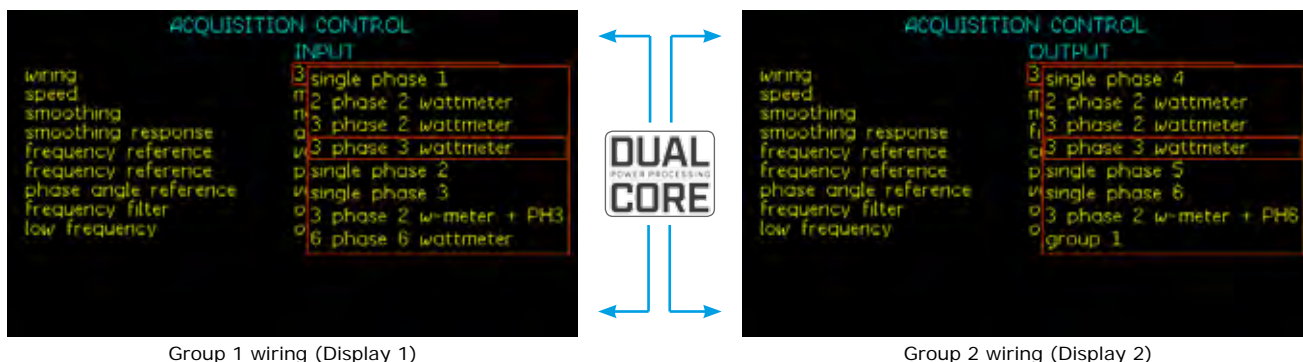 ACQUISITION CONTROL
INPUT
wiring
speed
smoothing
smoothing response
frequency reference
frequency reference
phase angle reference
frequency filter
low frequency
3
single phase 1
2 phase 2 wattmeter
3 phase 2 wattmeter
3 phase 3 wattmeter
single phase 2
single phase 3
3 phase 2 w-meter + PH3
6 phase 6 wattmeter
Group 1 wiring (Display 1)
DUAL
POWER PROCESSING
CORE
ACQUISITION CONTROL
OUTPUT
wiring
speed
smoothing
smoothing response
frequency reference
frequency reference
phase angle reference
frequency filter
low frequency
3
single phase 4
2 phase 2 wattmeter
3 phase 2 wattmeter
3 phase 3 wattmeter
single phase 5
single phase 6
3 phase 2 w-meter + PH6
group 1
Group 2 wiring (Display 2)